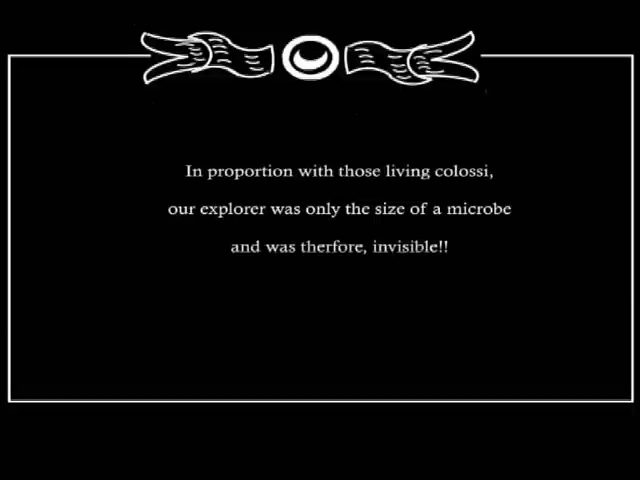 In proportion with those living colossi,
our explorer was only the size of a microbe
and was therfore, invisible!!